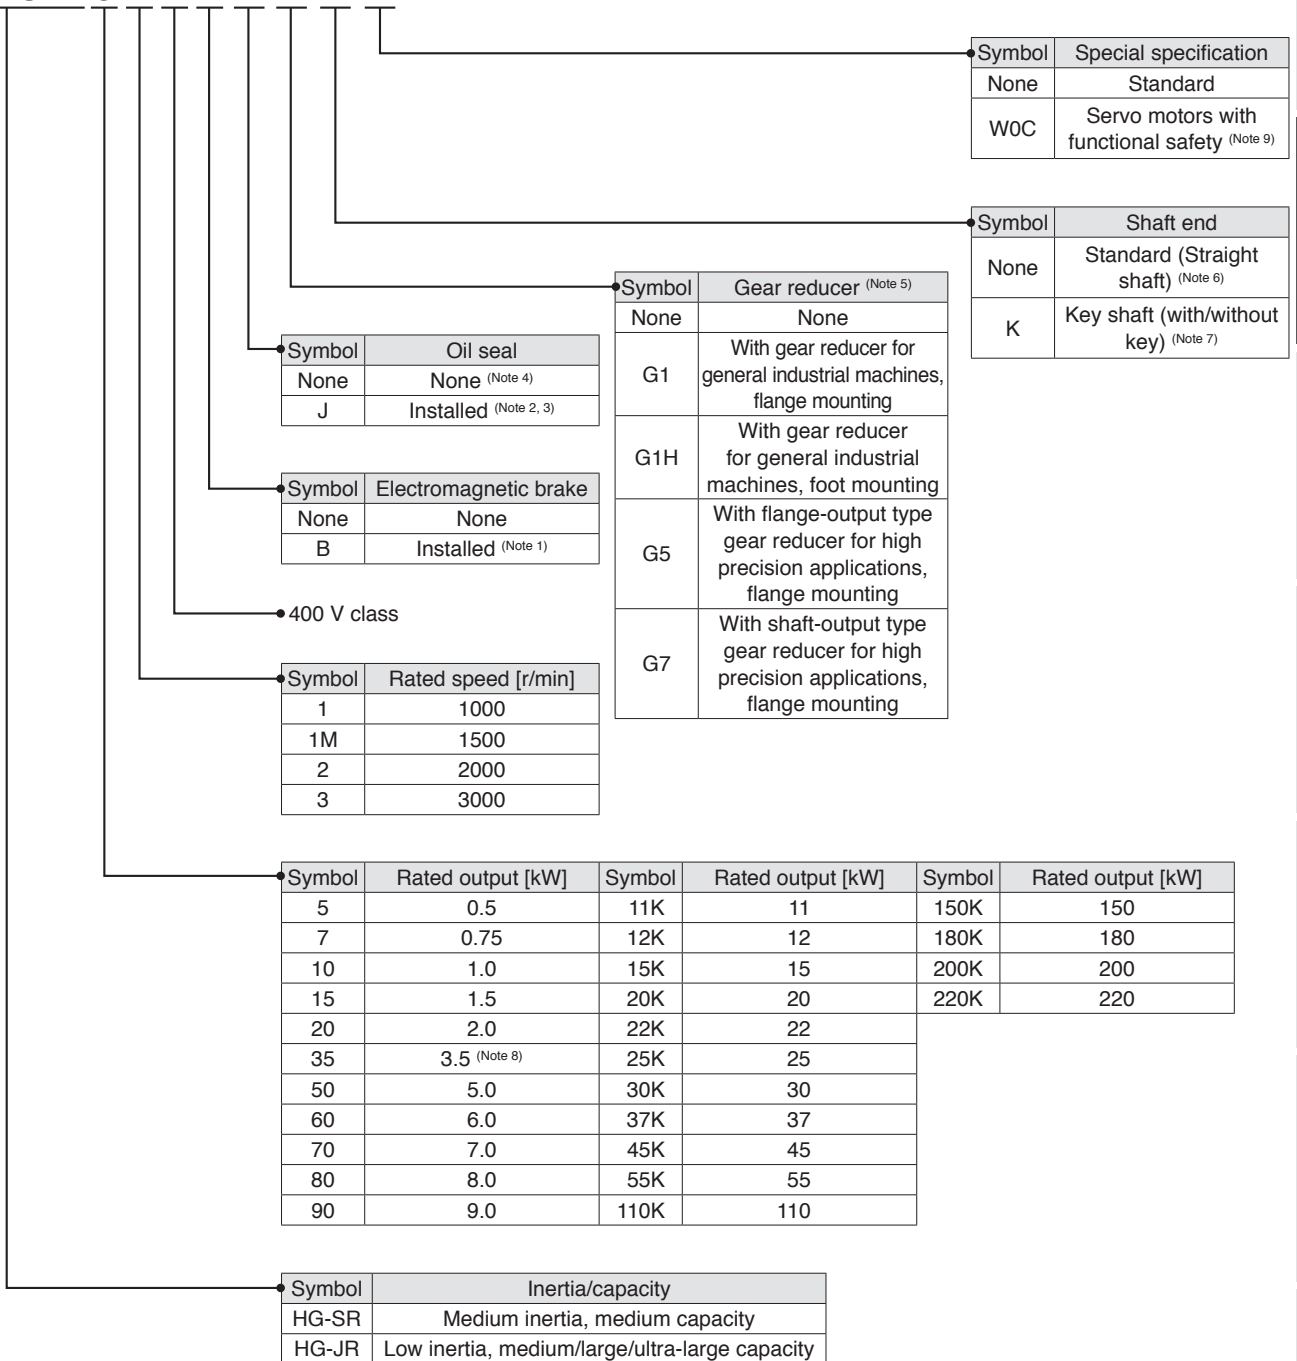 Symbol Special specification
None Standard
W0C Servo motors with
functional safety (Note 9)
Symbol Shaft end
None Standard (Straight
shaft) (Note 6)
K Key shaft (with/without
key) (Note 7)
Symbol Gear reducer (Note 5)
None None
G1 With gear reducer for
general industrial machines,
flange mounting
G1H With gear reducer
for general industrial
machines, foot mounting
G5 With flange-output type
gear reducer for high
precision applications,
flange mounting
G7 With shaft-output type
gear reducer for high
precision applications,
flange mounting
Symbol Oil seal
None None (Note 4)
J Installed (Note 2, 3)
Symbol Electromagnetic brake
None None
B Installed (Note 1)
400 V class
Symbol Rated speed [r/min]
1 1000
1M 1500
2 2000
3 3000
Symbol Rated output [kW] Symbol Rated output [kW] Symbol Rated output [kW]
5 0.5 11K 11 150K 150
7 0.75 12K 12 180K 180
10 1.0 15K 15 200K 200
15 1.5 20K 20 220K 220
20 2.0 22K 22
35 3.5 (Note 8) 25K 25
50 5.0 30K 30
60 6.0 37K 37
70 7.0 45K 45
80 8.0 55K 55
90 9.0 110K 110
Symbol Inertia/capacity
HG-SR Medium inertia, medium capacity
HG-JR Low inertia, medium/large/ultra-large capacity